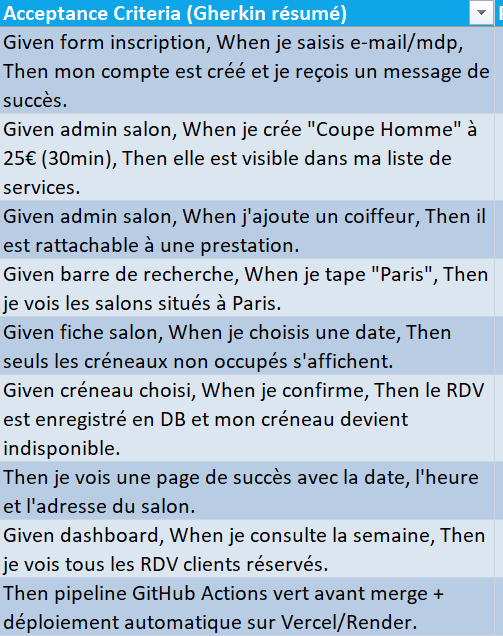 Acceptance Criteria (Gherkin résumé)
Given form inscription, When je saisis e-mail/mdp,
Then mon compte est créé et je reçois un message de
succès.
Given admin salon, When je crée "Coupe Homme" à
25€ (30min), Then elle est visible dans ma liste de
services.
Given admin salon, When j'ajoute un coiffeur, Then il
est rattachable à une prestation.
Given barre de recherche, When je tape "Paris", Then
je vois les salons situés à Paris.
Given fiche salon, When je choisis une date, Then
seuls les créneaux non occupés s'affichent.
Given créneau choisi, When je confirme, Then le RDV
est enregistré en DB et mon créneau devient
indisponible.
Then je vois une page de succès avec la date, l'heure
et l'adresse du salon.
Given dashboard, When je consulte la semaine, Then
je vois tous les RDV clients réservés.
Then pipeline GitHub Actions vert avant merge +
déploiement automatique sur Vercel/Render.